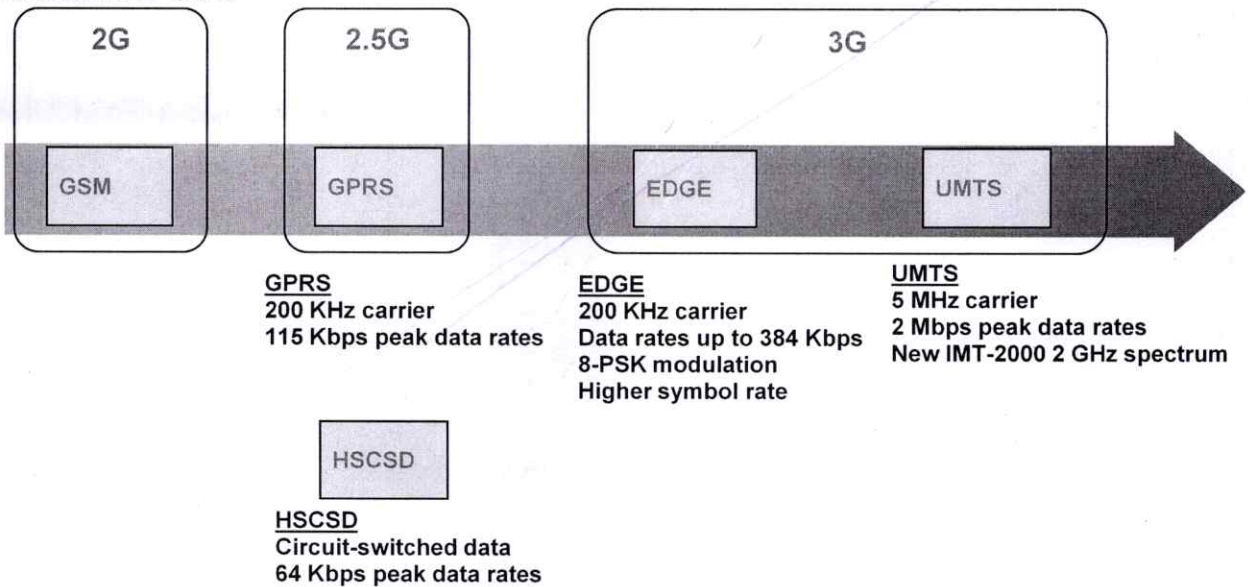 2G
2.5G
3G
GSM
GPRS
EDGE
UMTS
GPRS
200 KHz carrier
115 Kbps peak data rates
EDGE
200 KHz carrier
Data rates up to 384 Kbps
8-PSK modulation
Higher symbol rate
UMTS
5 MHz carrier
2 Mbps peak data rates
New IMT-2000 2 GHz spectrum
HSCSD
HSCSD
Circuit-switched data
64 Kbps peak data rates